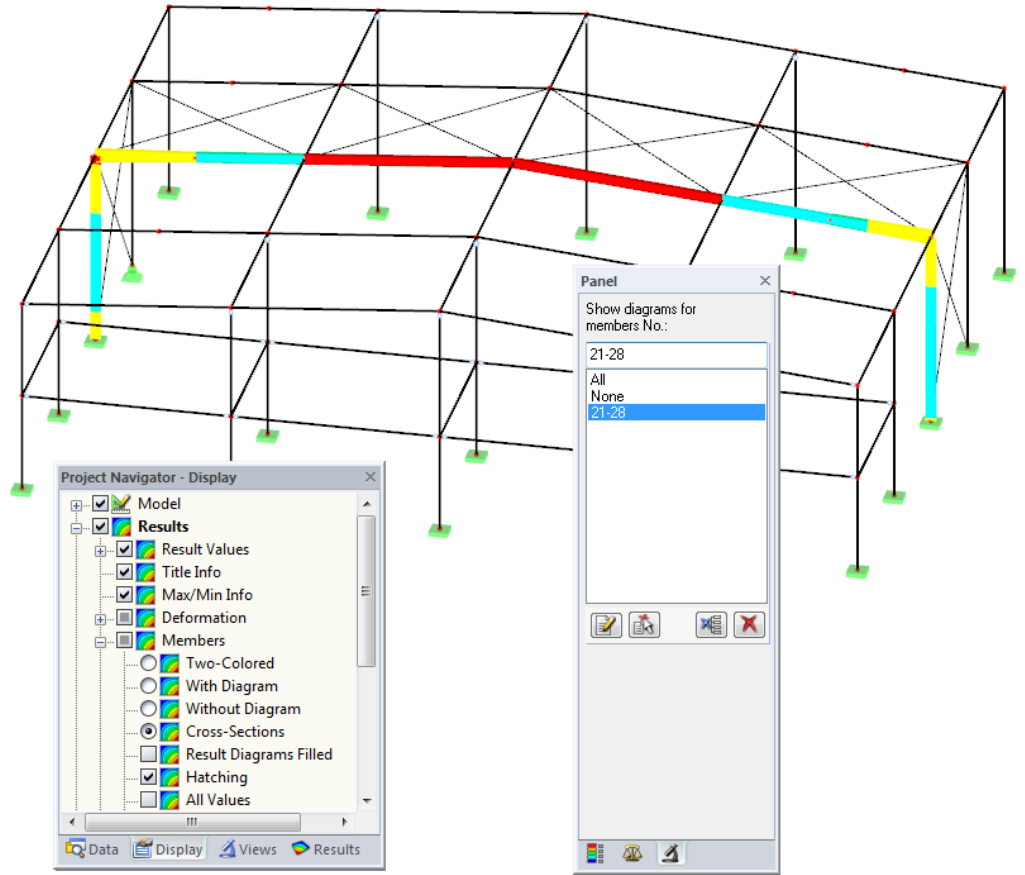 Panel
Show diagrams for
members No.:
21-28
All
None
21-28
Project Navigator - Display
Model
Results
Result Values
Title Info
Max/Min Info
Deformation
Members
Two-Colored
With Diagram
Without Diagram
Cross-Sections
Result Diagrams Filled
Hatching
All Values
Data Display Views Results